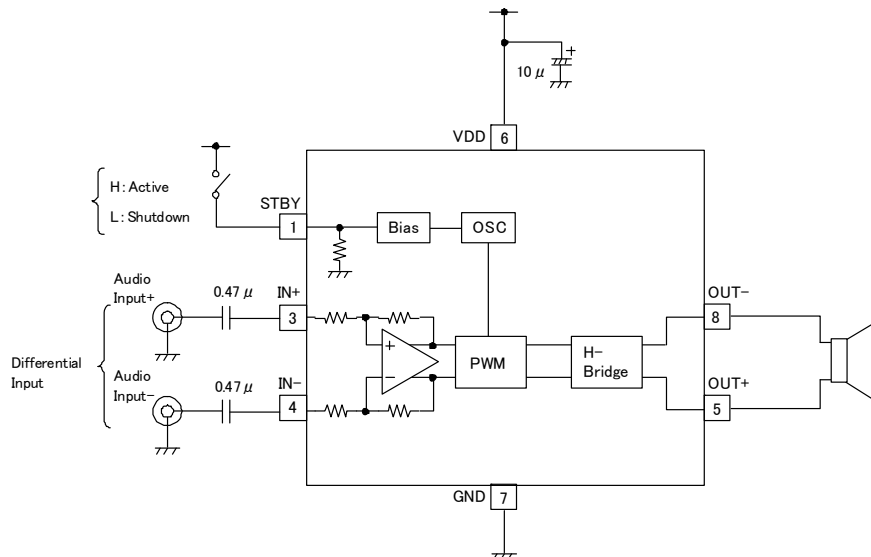 +
10 μ
VDD
6
H: Active
L: Shutdown
STBY
1
Bias
OSC
Audio
Input+
0.47 μ
IN+
3
OUT-
8
Differential
Input
+
-
PWM
H-
Bridge
Audio
Input-
0.47 μ
IN-
4
OUT+
5
GND
7